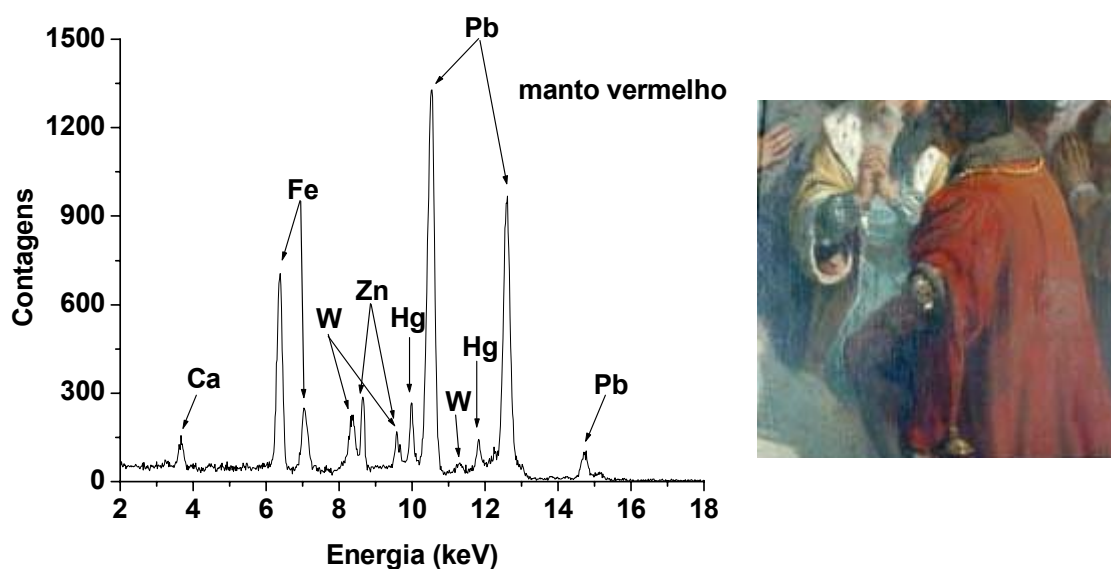 Contagens
1500
1200
900
600
300
0
Pb
manto vermelho
Fe
Zn
W
Hg
Hg
Ca
W
Pb
2 4 6 8 10 12 14 16 18
Energia (keV)